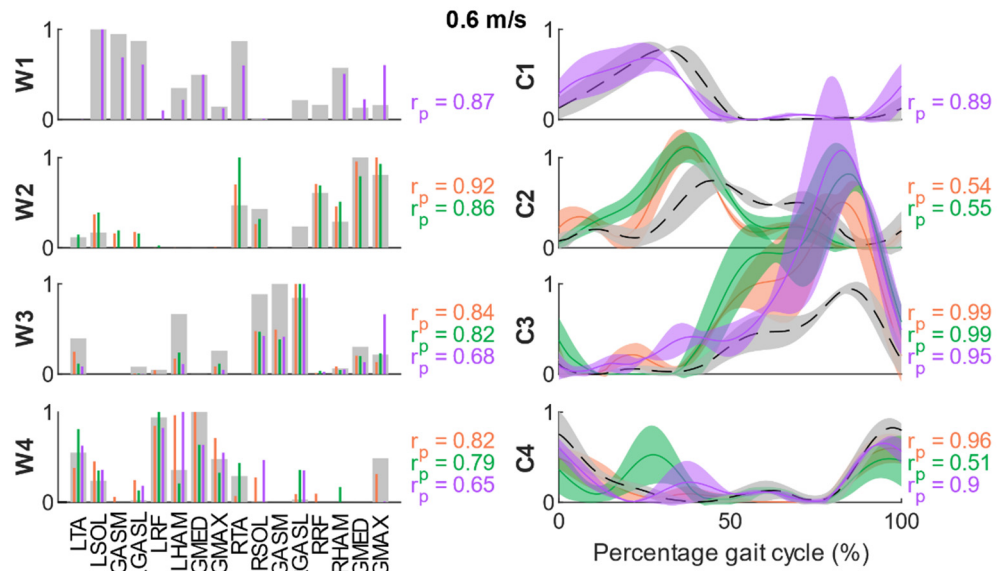 0.6 m/s
W1
1
0
r_p = 0.87
C1
1
0
r_p = 0.89
W2
1
0
r_p = 0.92
r_p = 0.86
C2
1
0
r_p = 0.54
r_p = 0.55
W3
1
0
r_p = 0.84
r_p = 0.82
r_p = 0.68
C3
1
0
r_p = 0.99
r_p = 0.99
r_p = 0.95
W4
1
0
r_p = 0.82
r_p = 0.79
r_p = 0.65
C4
1
0
r_p = 0.96
r_p = 0.51
r_p = 0.9
LTA
LSOL
GASM
GASL
LRF
LHAM
GMED
GMAX
RTA
RSOL
GASM
GASL
RRF
RHAM
GMED
GMAX
0 50 100
Percentage gait cycle (%)